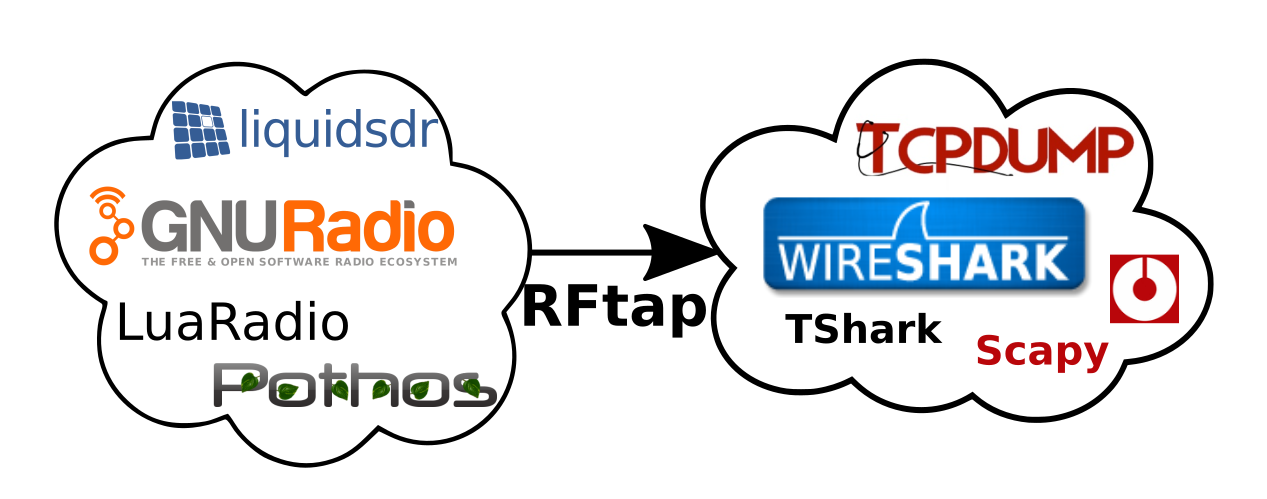 liquidsdr
GNURadio
THE FREE & OPEN SOFTWARE RADIO ECOSYSTEM
LuaRadio
Pothos
RFtap
TCPDUMP
WIRESHARK
TShark
Scapy